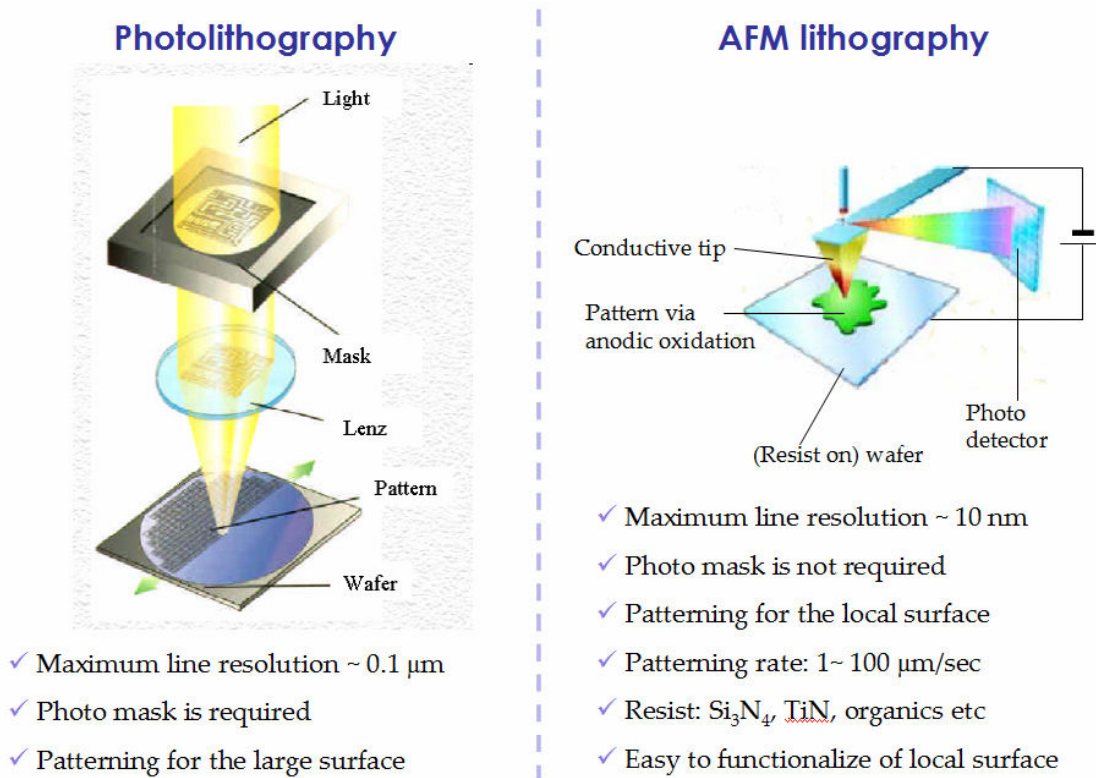 Photolithography
Light
Mask
Lenz
Pattern
Wafer
✓ Maximum line resolution ~ 0.1 μm
✓ Photo mask is required
✓ Patterning for the large surface
AFM lithography
Conductive tip
Pattern via
anodic oxidation
Photo
detector
(Resist on) wafer
✓ Maximum line resolution ~ 10 nm
✓ Photo mask is not required
✓ Patterning for the local surface
✓ Patterning rate: 1~ 100 μm/sec
✓ Resist: Si₃N₄, TiN, organics etc
✓ Easy to functionalize of local surface